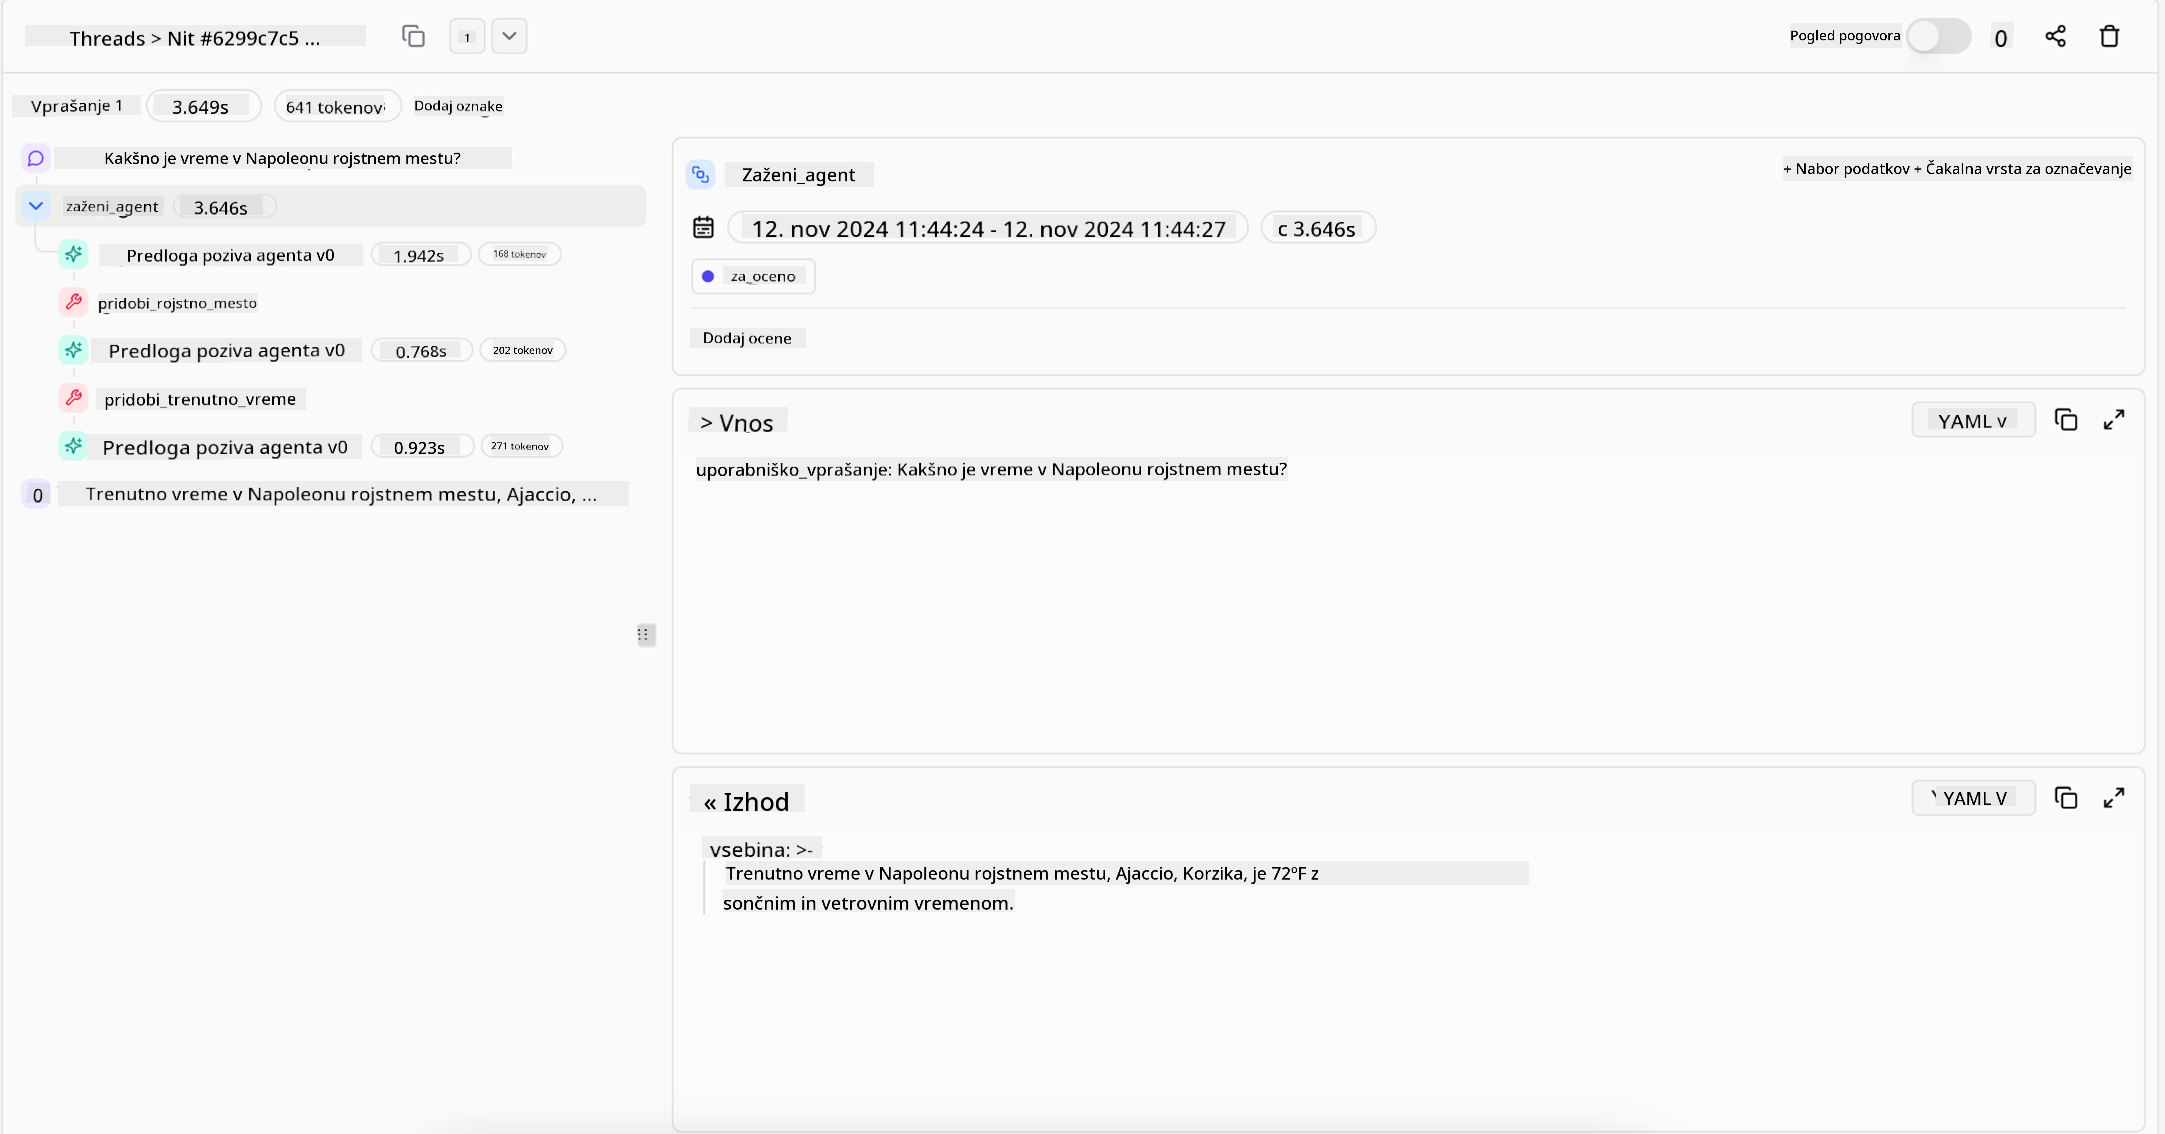 Threads > Nit #6299c7c5 ...
1
Pogled pogovora
0
Vprašanje 1
3.649s
641 tokenov
Dodaj oznake
Kakšno je vreme v Napoleonu rojstnem mestu?
zaženi_agent
3.646s
Predloga poziva agenta v0
1.942s
168 tokenov
pridobi_rojstno_mesto
Predloga poziva agenta v0
0.768s
202 tokenov
pridobi_trenutno_vreme
Predloga poziva agenta v0
0.923s
271 tokenov
0
Trenutno vreme v Napoleonu rojstnem mestu, Ajaccio, ...
Zaženi_agent
+ Nabor podatkov + Čakalna vrsta za označevanje
12. nov 2024 11:44:24 - 12. nov 2024 11:44:27
c 3.646s
za_oceno
Dodaj ocene
> Vnos
YAML v
uporabniško_vprašanje: Kakšno je vreme v Napoleonu rojstnem mestu?
« Izhod
YAML V
vsebina: >-
Trenutno vreme v Napoleonu rojstnem mestu, Ajaccio, Korzika, je 72ºF z
sončnim in vetrovnim vremenom.